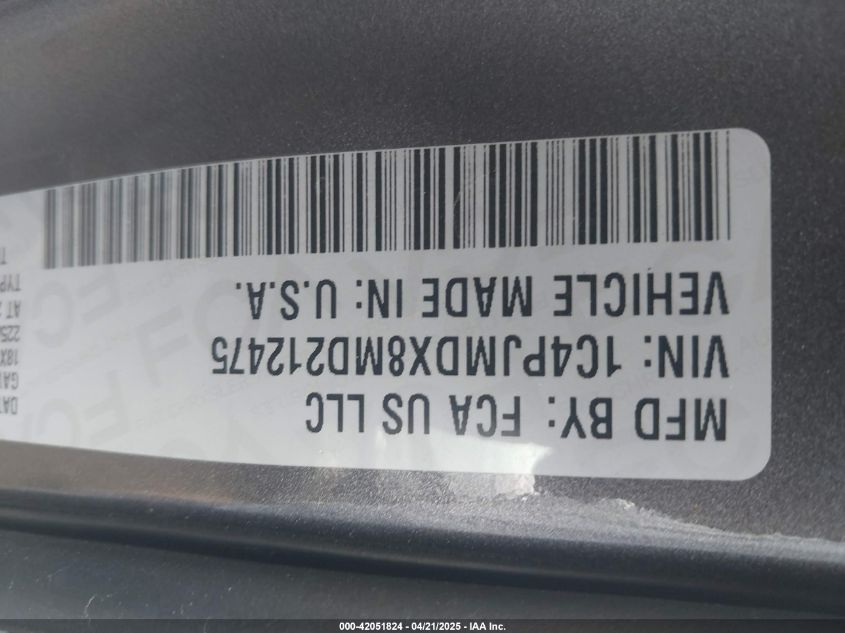 MFD BY: FCA US LLC
VIN: 1C4PJMDX8MD212475
VEHICLE MADE IN: U.S.A.
000-42051824 / 04/21/2025 - IAA Inc.